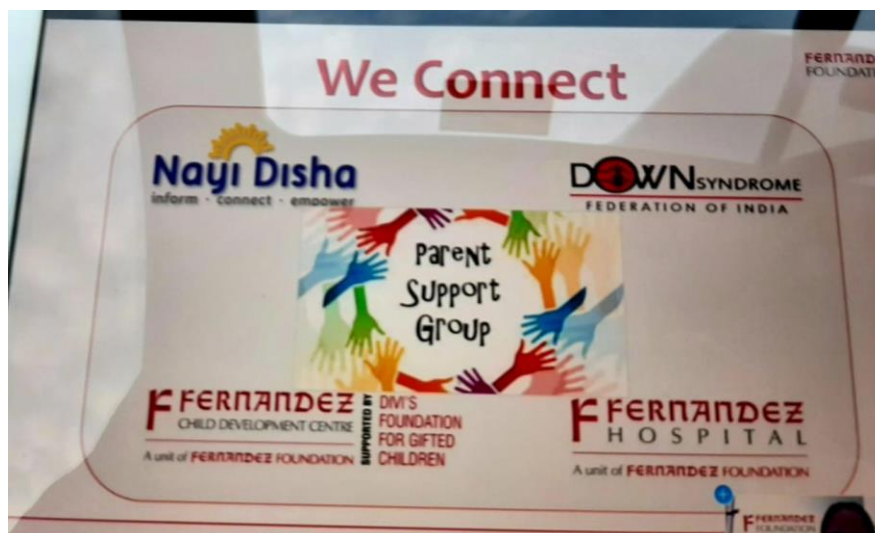 We Connect
FERNAND
FOUNDATI
Nayi Disha
inform · connect · empower
DOWN SYNDROME
FEDERATION OF INDIA
Parent
Support
Group
FERNANDEZ
CHILD DEVELOPMENT CENTRE
A unit of FERNANDEZ FOUNDATION
SUPPORTED BY
DIVI'S
FOUNDATION
FOR GIFTED
CHILDREN
FERNANDEZ
HOSPITAL
A unit of FERNANDEZ FOUNDATION
FERNANDEZ
FOUNDATION